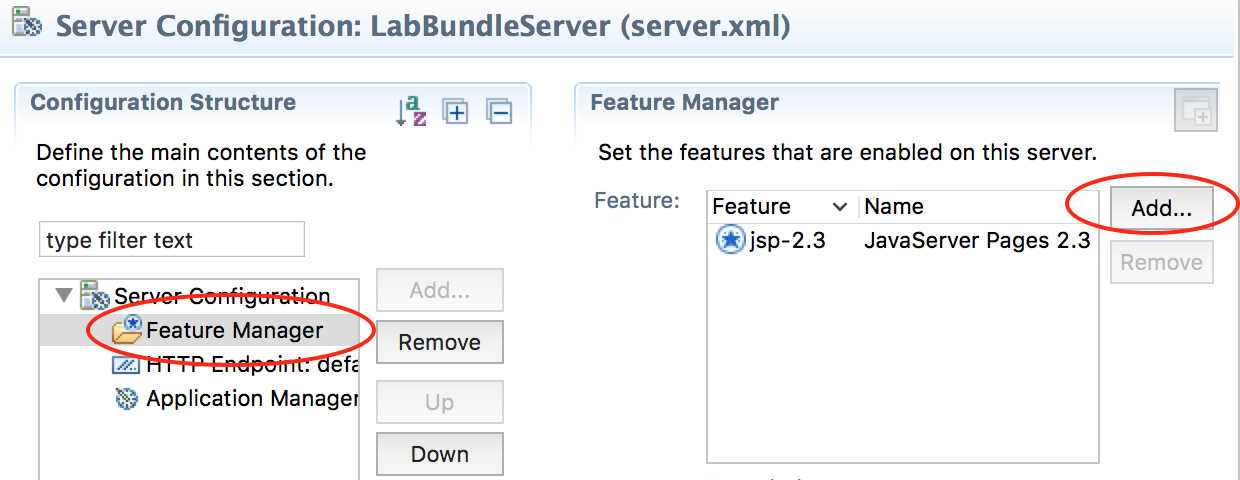 Server Configuration: LabBundleServer (server.xml)
Configuration Structure
Define the main contents of the
configuration in this section.
type filter text
Server Configuration
Feature Manager
HTTP Endpoint: defa
Application Manager
Add...
Remove
Up
Down
Feature Manager
Set the features that are enabled on this server.
Feature:
Feature Name
jsp-2.3 JavaServer Pages 2.3
Add...
Remove